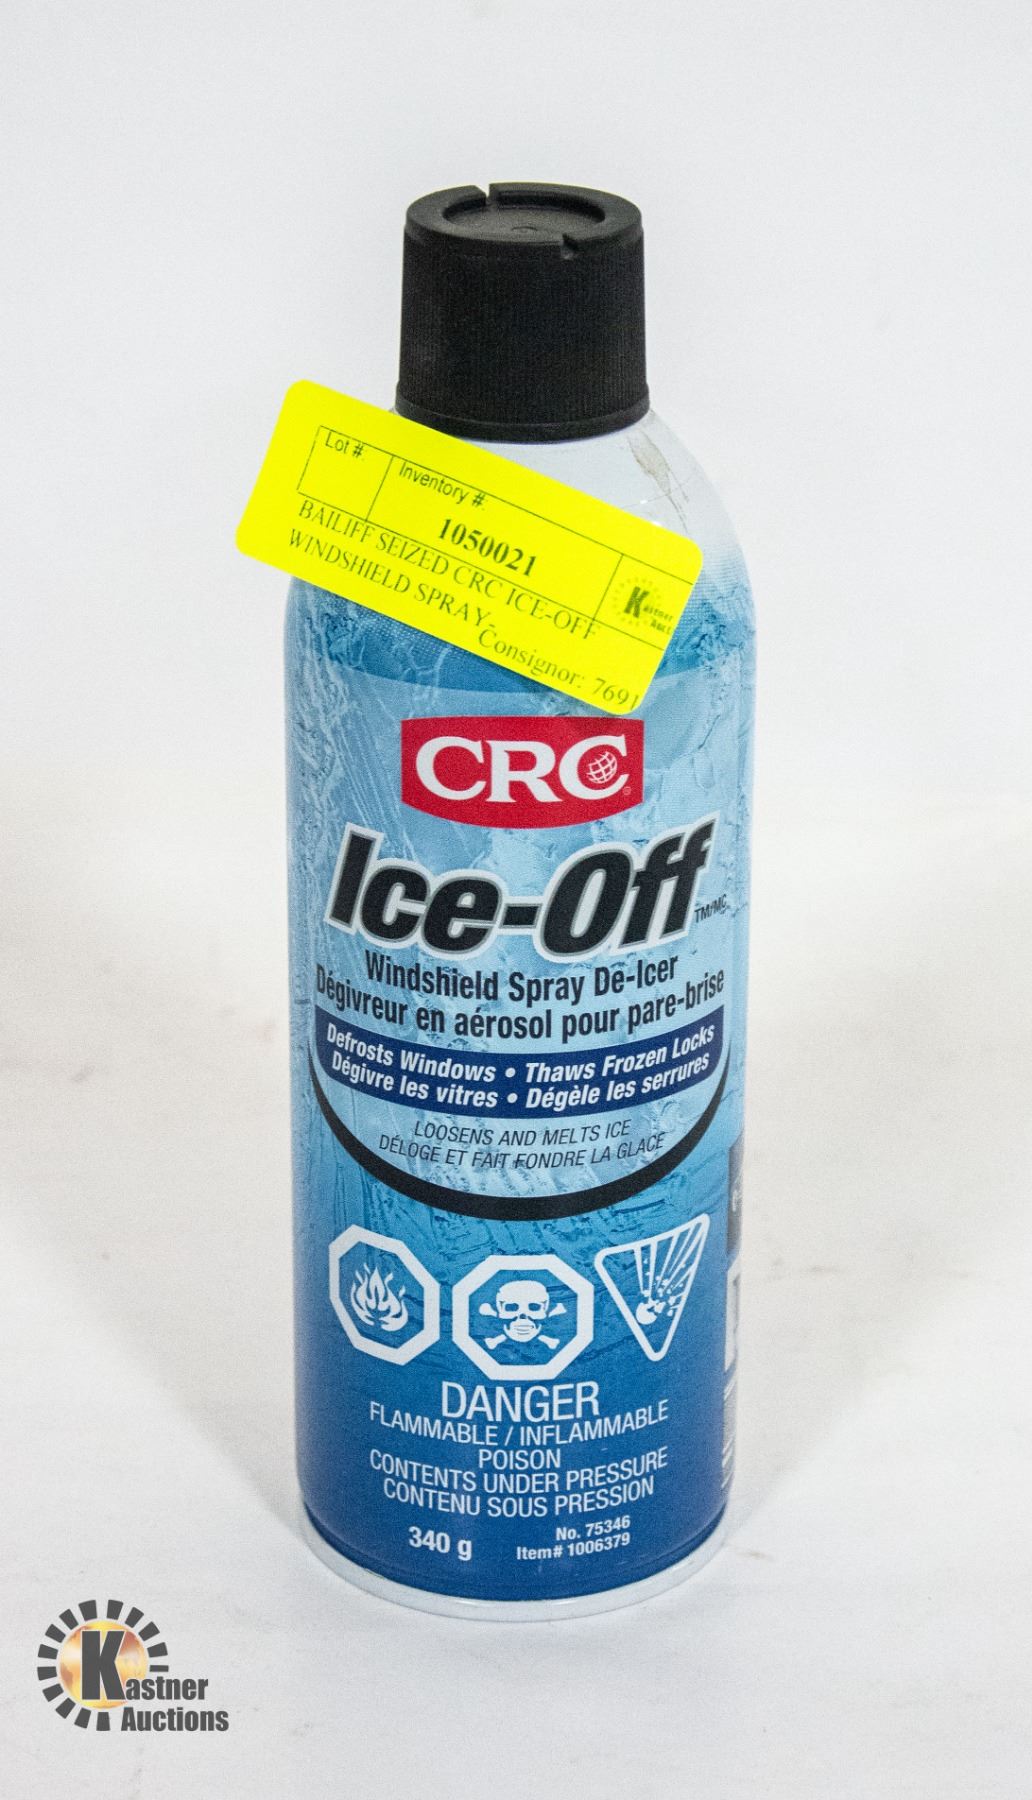 Lot #:
Inventory #:
1050021
BAILIFF SEIZED CRC ICE-OFF
WINDSHIELD SPRAY-
Consignor: 7691
Kastner
Auct
CRC
Ice-Off
TM/MC
Windshield Spray De-Icer
Dégivreur en aérosol pour pare-brise
Defrosts Windows • Thaws Frozen Locks
Dégivre les vitres • Dégèle les serrures
LOOSENS AND MELTS ICE
DÉLOGE ET FAIT FONDRE LA GLACE
DANGER
FLAMMABLE / INFLAMMABLE
POISON
CONTENTS UNDER PRESSURE
CONTENU SOUS PRESSION
340 g
No. 75346
Item# 1006379
Kastner
Auctions